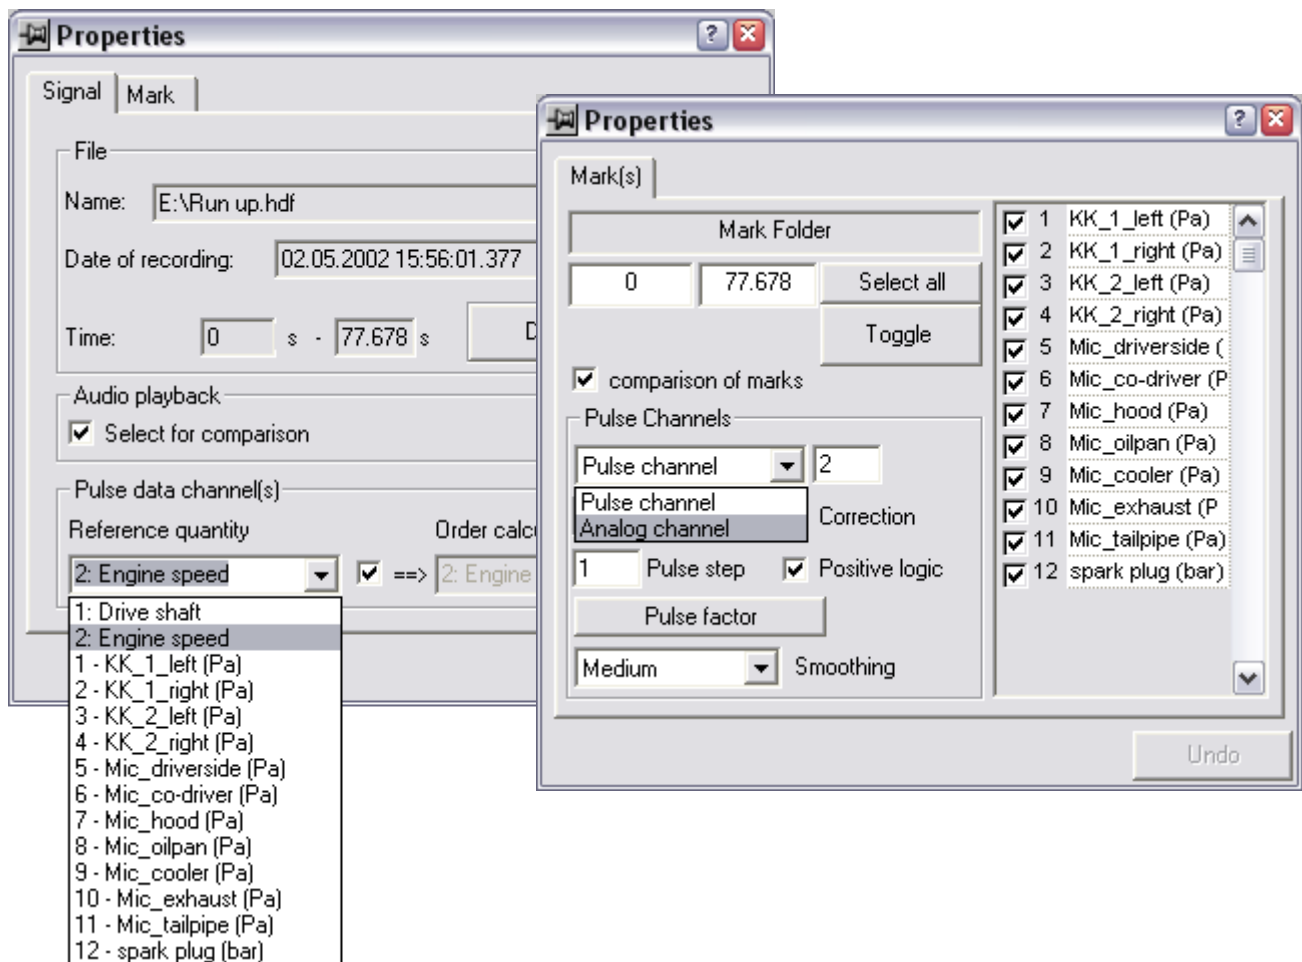 Properties
Signal
Mark
File
Name:
E:\Run up.hdf
Date of recording:
02.05.2002 15:56:01.377
Time:
0
s
-
77.678
s
Audio playback
Select for comparison
Pulse data channel(s)
Reference quantity
2: Engine speed
==>
2: Engine
1: Drive shaft
2: Engine speed
1 - KK_1_left (Pa)
2 - KK_1_right (Pa)
3 - KK_2_left (Pa)
4 - KK_2_right (Pa)
5 - Mic_driverside (Pa)
6 - Mic_co-driver (Pa)
7 - Mic_hood (Pa)
8 - Mic_oilpan (Pa)
9 - Mic_cooler (Pa)
10 - Mic_exhaust (Pa)
11 - Mic_tailpipe (Pa)
12 - spark plug (bar)
Order calc
Properties
?
Mark(s)
Mark Folder
0
77.678
Select all
Toggle
comparison of marks
Pulse Channels
Pulse channel
2
Pulse channel
Analog channel
Correction
1
Pulse step
Positive logic
Pulse factor
Medium
Smoothing
1 KK_1_left (Pa)
2 KK_1_right (Pa)
3 KK_2_left (Pa)
4 KK_2_right (Pa)
5 Mic_driverside (
6 Mic_co-driver (P
7 Mic_hood (Pa)
8 Mic_oilpan (Pa)
9 Mic_cooler (Pa)
10 Mic_exhaust (P
11 Mic_tailpipe (Pa)
12 spark plug (bar)
Undo